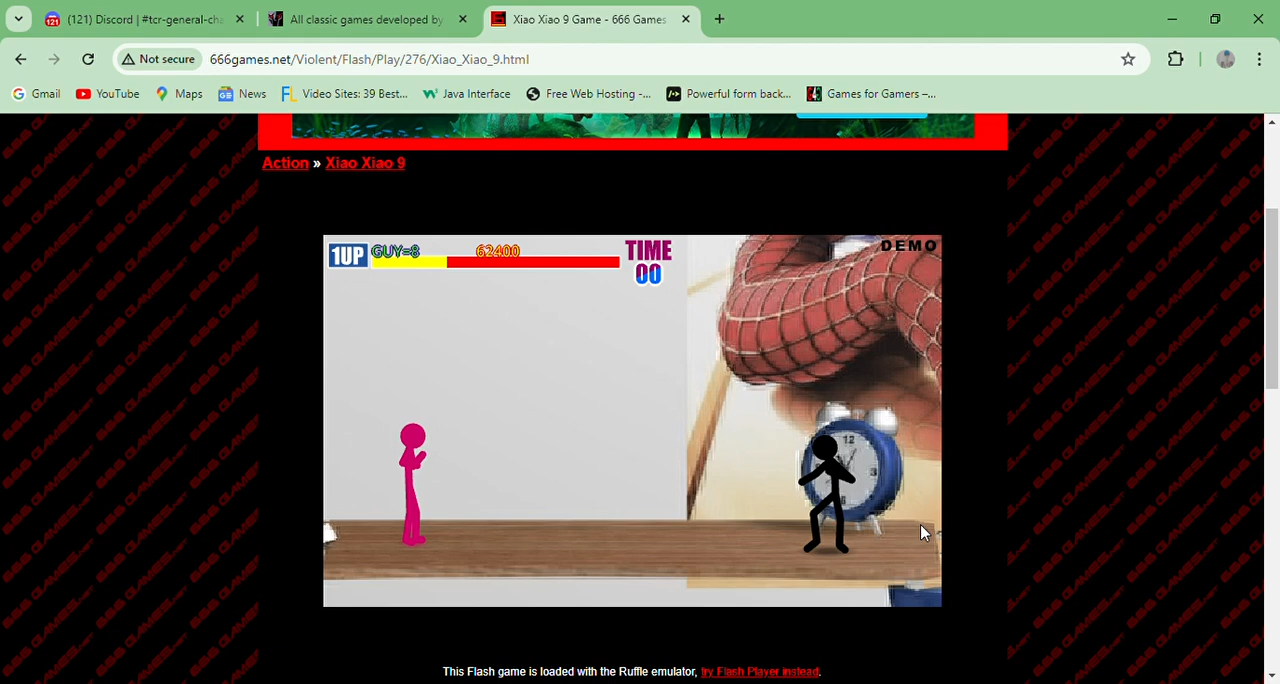 (121) Discord | #tcr-general-cha
All classic games developed by
Xiao Xiao 9 Game - 666 Games
Not secure
666games.net/Violent/Flash/Play/276/Xiao_Xiao_9.html
Gmail
YouTube
Maps
News
Video Sites: 39 Best...
Java Interface
Free Web Hosting -...
Powerful form back...
Games for Gamers –...
Action » Xiao Xiao 9
1UP
GUY=8
62400
TIME
00
DEMO
12
This Flash game is loaded with the Ruffle emulator, try Flash Player instead.